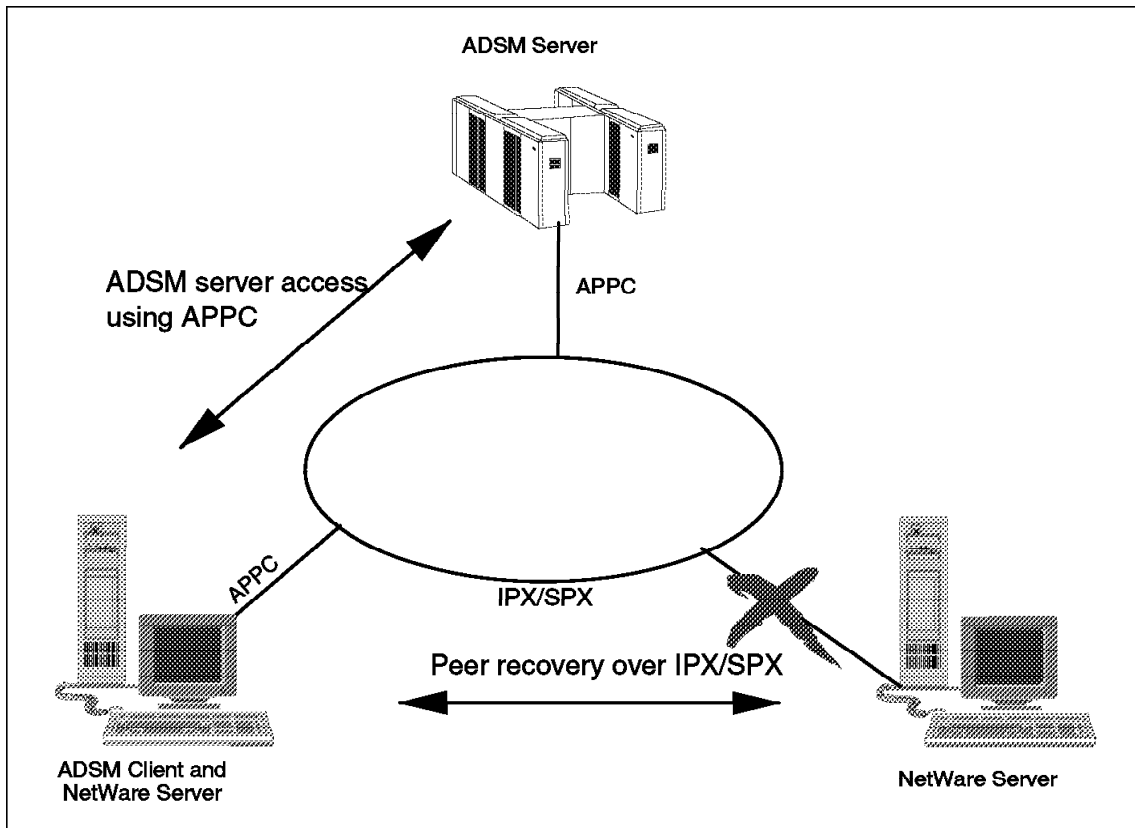 ADSM Server
ADSM server access
using APPC
APPC
APPC
IPX/SPX
Peer recovery over IPX/SPX
ADSM Client and
NetWare Server
NetWare Server